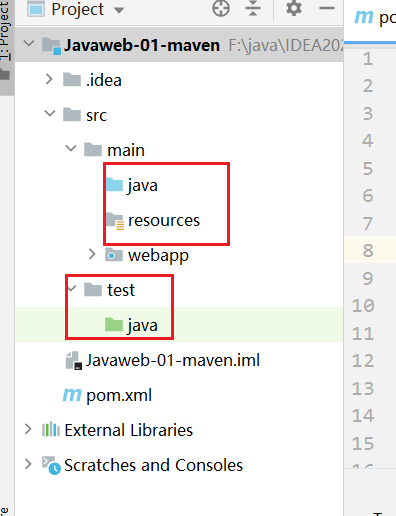 1: Project
Project
Javaweb-01-maven F:\java\IDEA202
.idea
src
main
java
resources
webapp
test
java
Javaweb-01-maven.iml
m pom.xml
External Libraries
Scratches and Consoles
m po
1
2
3
4
5
6
7
8
9
10
11
12
13
14
15
16